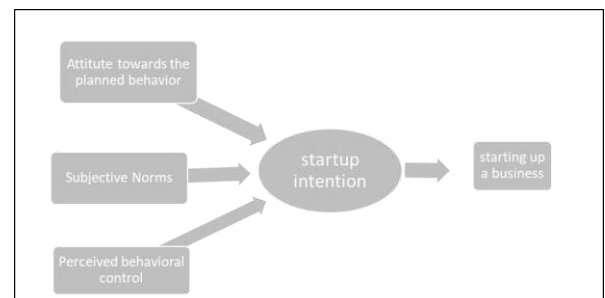 Attitute towards the
planned behavior
Subjective Norms
Perceived behavioral
control
startup
intention
starting up
a business